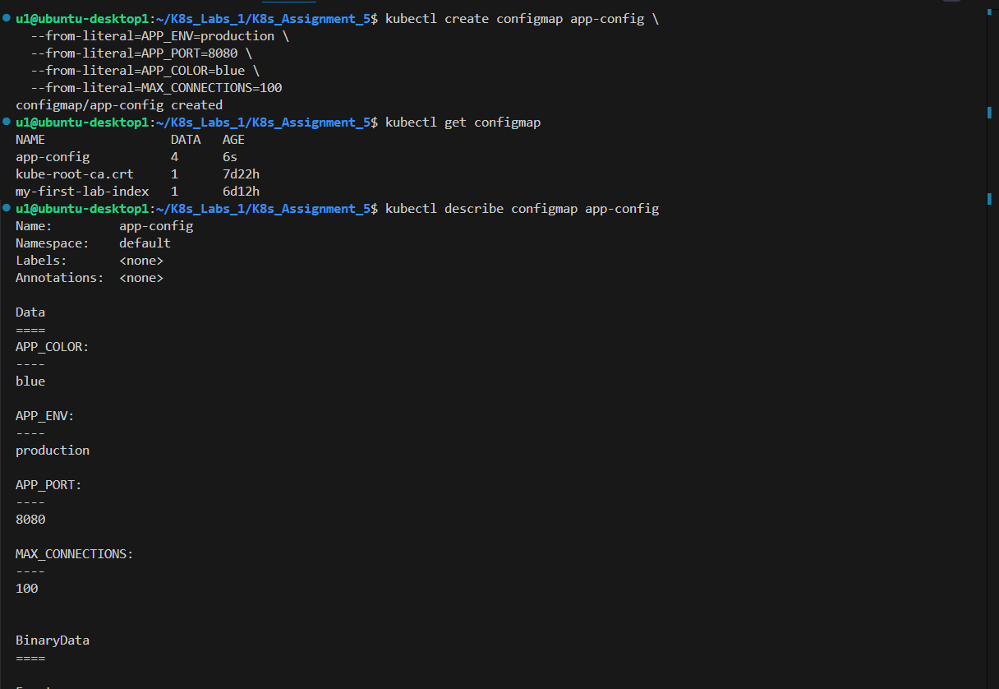 u1@ubuntu-desktop1:~/K8s_Labs_1/K8s_Assignment_5$ kubectl create configmap app-config \
  --from-literal=APP_ENV=production \
  --from-literal=APP_PORT=8080 \
  --from-literal=APP_COLOR=blue \
  --from-literal=MAX_CONNECTIONS=100
configmap/app-config created
u1@ubuntu-desktop1:~/K8s_Labs_1/K8s_Assignment_5$ kubectl get configmap
NAME                 DATA   AGE
app-config           4      6s
kube-root-ca.crt     1      7d22h
my-first-lab-index   1      6d12h
u1@ubuntu-desktop1:~/K8s_Labs_1/K8s_Assignment_5$ kubectl describe configmap app-config
Name:         app-config
Namespace:    default
Labels:       <none>
Annotations:  <none>

Data
====
APP_COLOR:
----
blue

APP_ENV:
----
production

APP_PORT:
----
8080

MAX_CONNECTIONS:
----
100


BinaryData
====